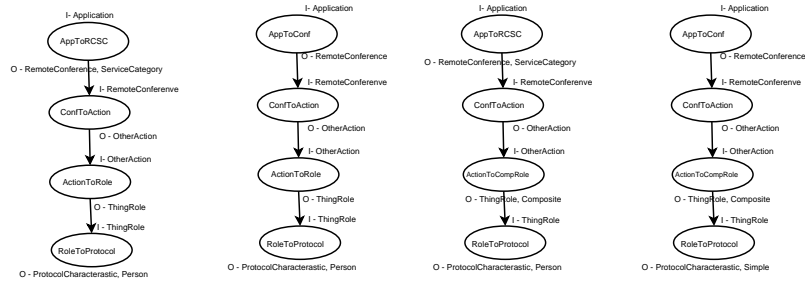 I- Application
AppToRCSC
O - RemoteConference, ServiceCategory
I- RemoteConferenve
ConfToAction
O - OtherAction
I- OtherAction
ActionToRole
O - ThingRole
I - ThingRole
RoleToProtocol
O - ProtocolCharacterastic, Person
I- Application
AppToConf
O - RemoteConference
I- RemoteConferenve
ConfToAction
O - OtherAction
I- OtherAction
ActionToRole
O - ThingRole
I - ThingRole
RoleToProtocol
O - ProtocolCharacterastic, Person
I- Application
AppToRCSC
O - RemoteConference, ServiceCategory
I- RemoteConferenve
ConfToAction
O - OtherAction
I- OtherAction
ActionToCompRole
O - ThingRole, Composite
I - ThingRole
RoleToProtocol
O - ProtocolCharacterastic, Person
I- Application
AppToConf
O - RemoteConference
I- RemoteConferenve
ConfToAction
O - OtherAction
I- OtherAction
ActionToCompRole
O - ThingRole, Composite
I - ThingRole
RoleToProtocol
O - ProtocolCharacterastic, Simple